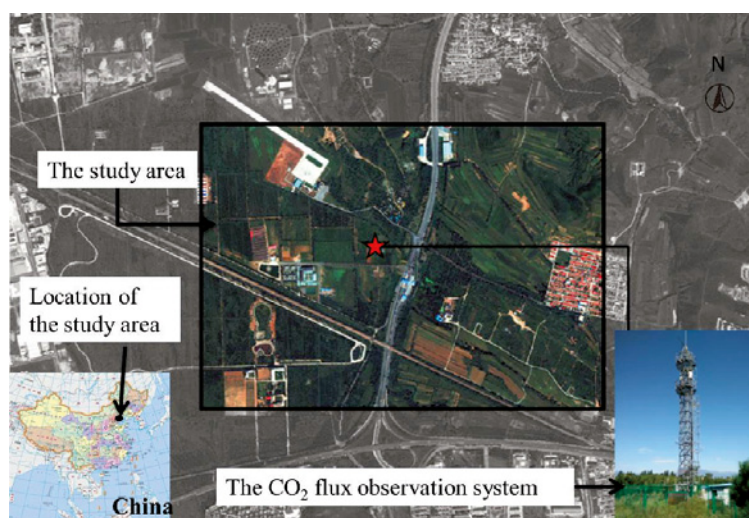 N
The study area
Location of
the study area
China
The CO₂ flux observation system